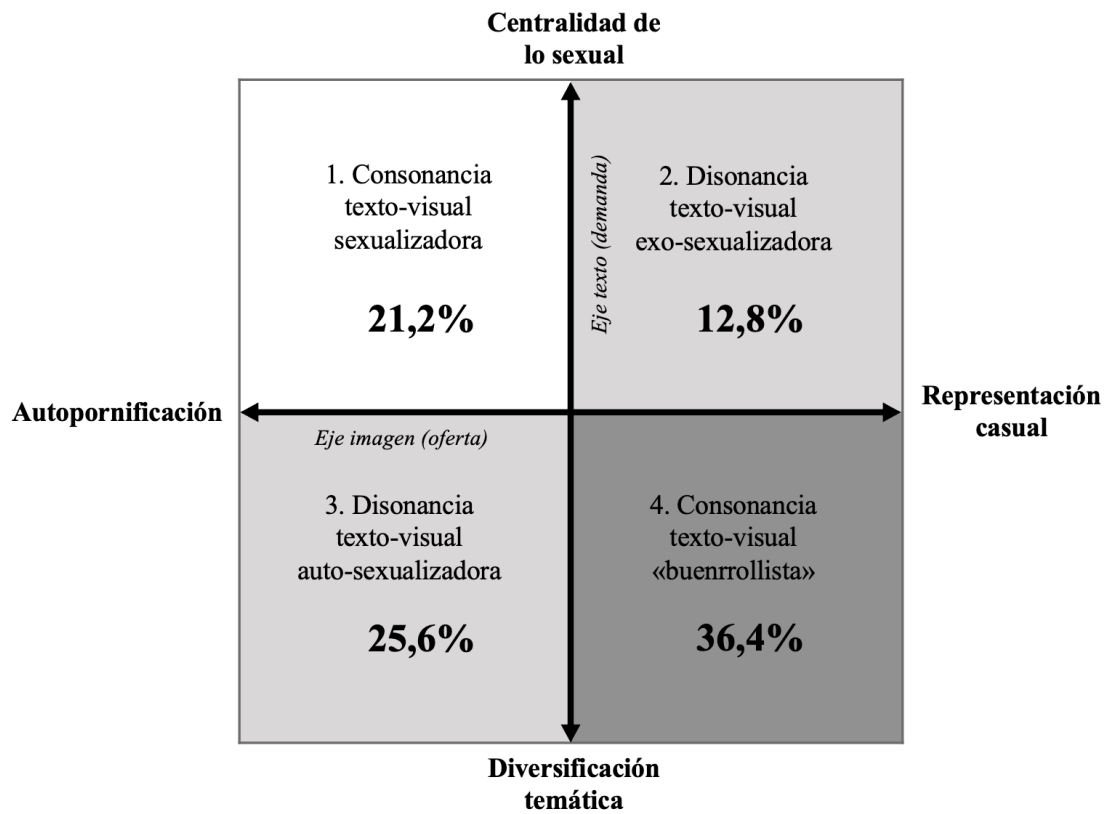 Centralidad de
lo sexual
1. Consonancia
texto-visual
sexualizadora
21,2%
Eje texto (demanda)
2. Disonancia
texto-visual
exo-sexualizadora
12,8%
Autopornificación
Representación
casual
Eje imagen (oferta)
3. Disonancia
texto-visual
auto-sexualizadora
25,6%
4. Consonancia
texto-visual
«buenrrollista»
36,4%
Diversificación
temática